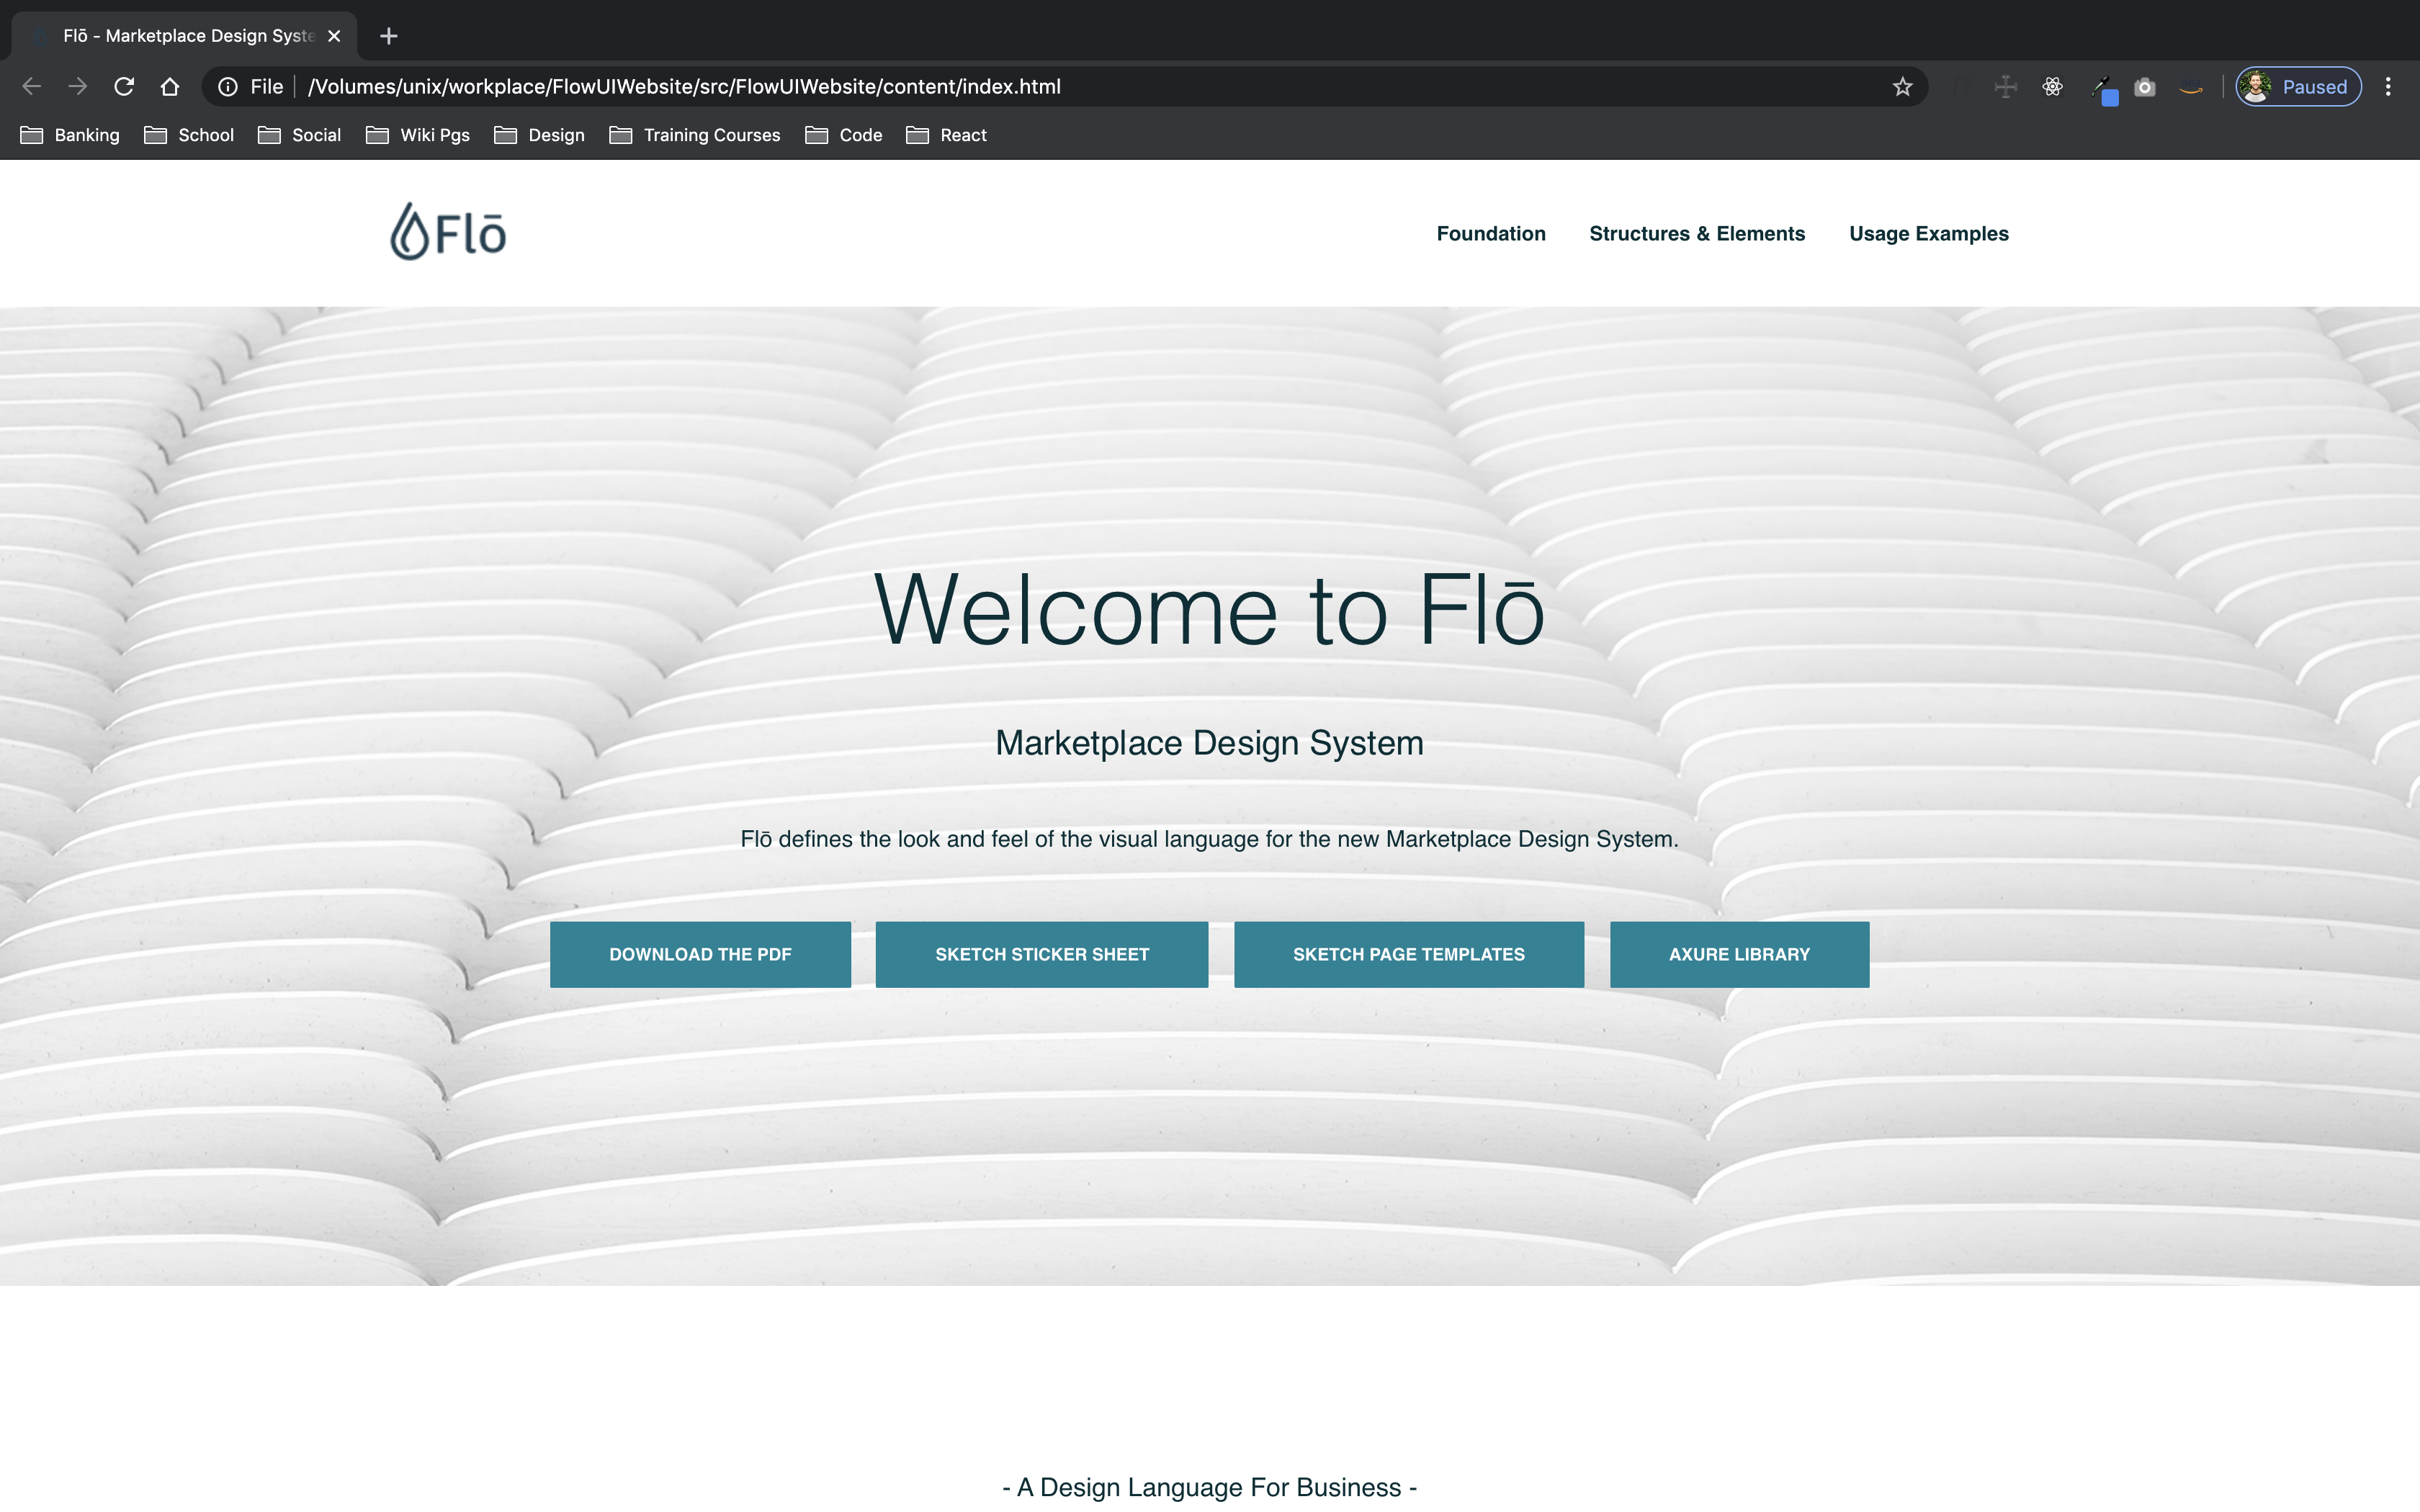 Flō - Marketplace Design Syste
File /Volumes/unix/workplace/FlowUIWebsite/src/FlowUIWebsite/content/index.html
Paused
Banking School Social Wiki Pgs Design Training Courses Code React
Flō
Foundation Structures & Elements Usage Examples
Welcome to Flō
Marketplace Design System
Flō defines the look and feel of the visual language for the new Marketplace Design System.
DOWNLOAD THE PDF SKETCH STICKER SHEET SKETCH PAGE TEMPLATES AXURE LIBRARY
- A Design Language For Business -